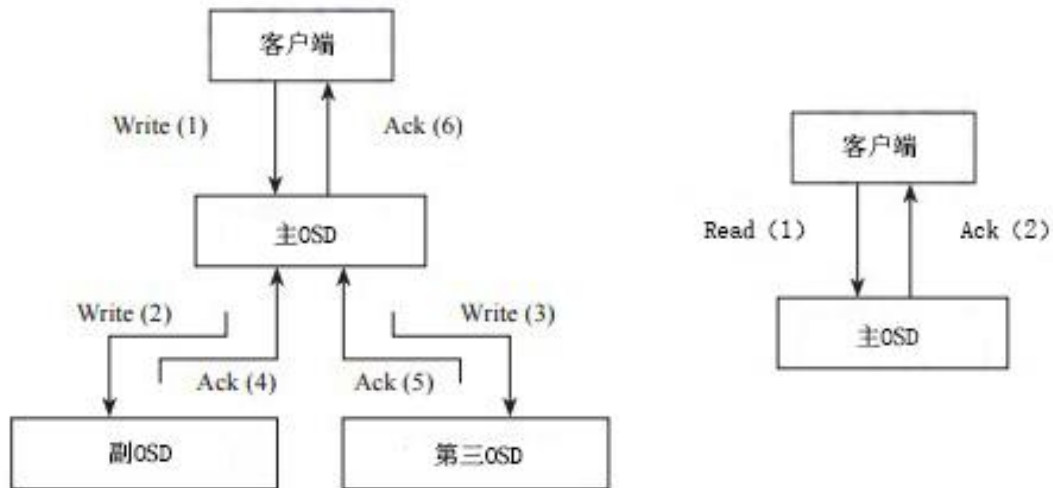 客户端
Write (1)
Ack (6)
主OSD
Write (2)
Write (3)
Ack (4)
Ack (5)
副OSD
第三OSD
客户端
Read (1)
Ack (2)
主OSD